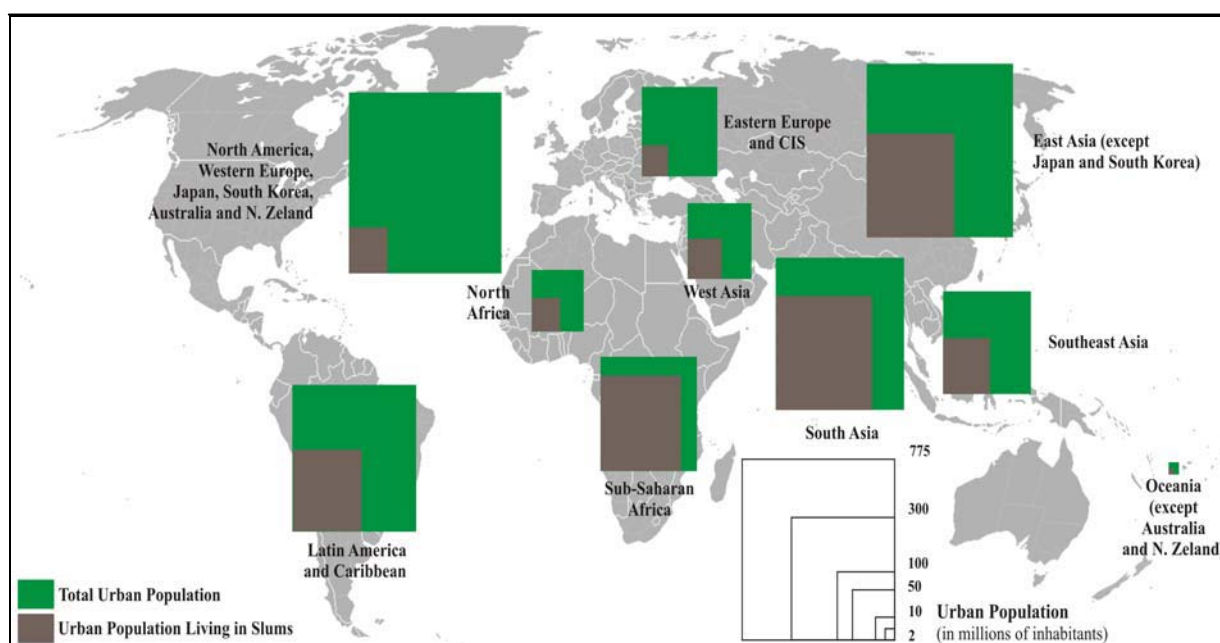 North America,
Western Europe,
Japan, South Korea,
Australia and N. Zeland
Eastern Europe
and CIS
East Asia (except
Japan and South Korea)
North
Africa
West Asia
Southeast Asia
South Asia
Sub-Saharan
Africa
Latin America
and Caribbean
Oceania
(except
Australia
and N. Zeland
775
300
100
50
10
2
Urban Population
(in millions of inhabitants)
Total Urban Population
Urban Population Living in Slums